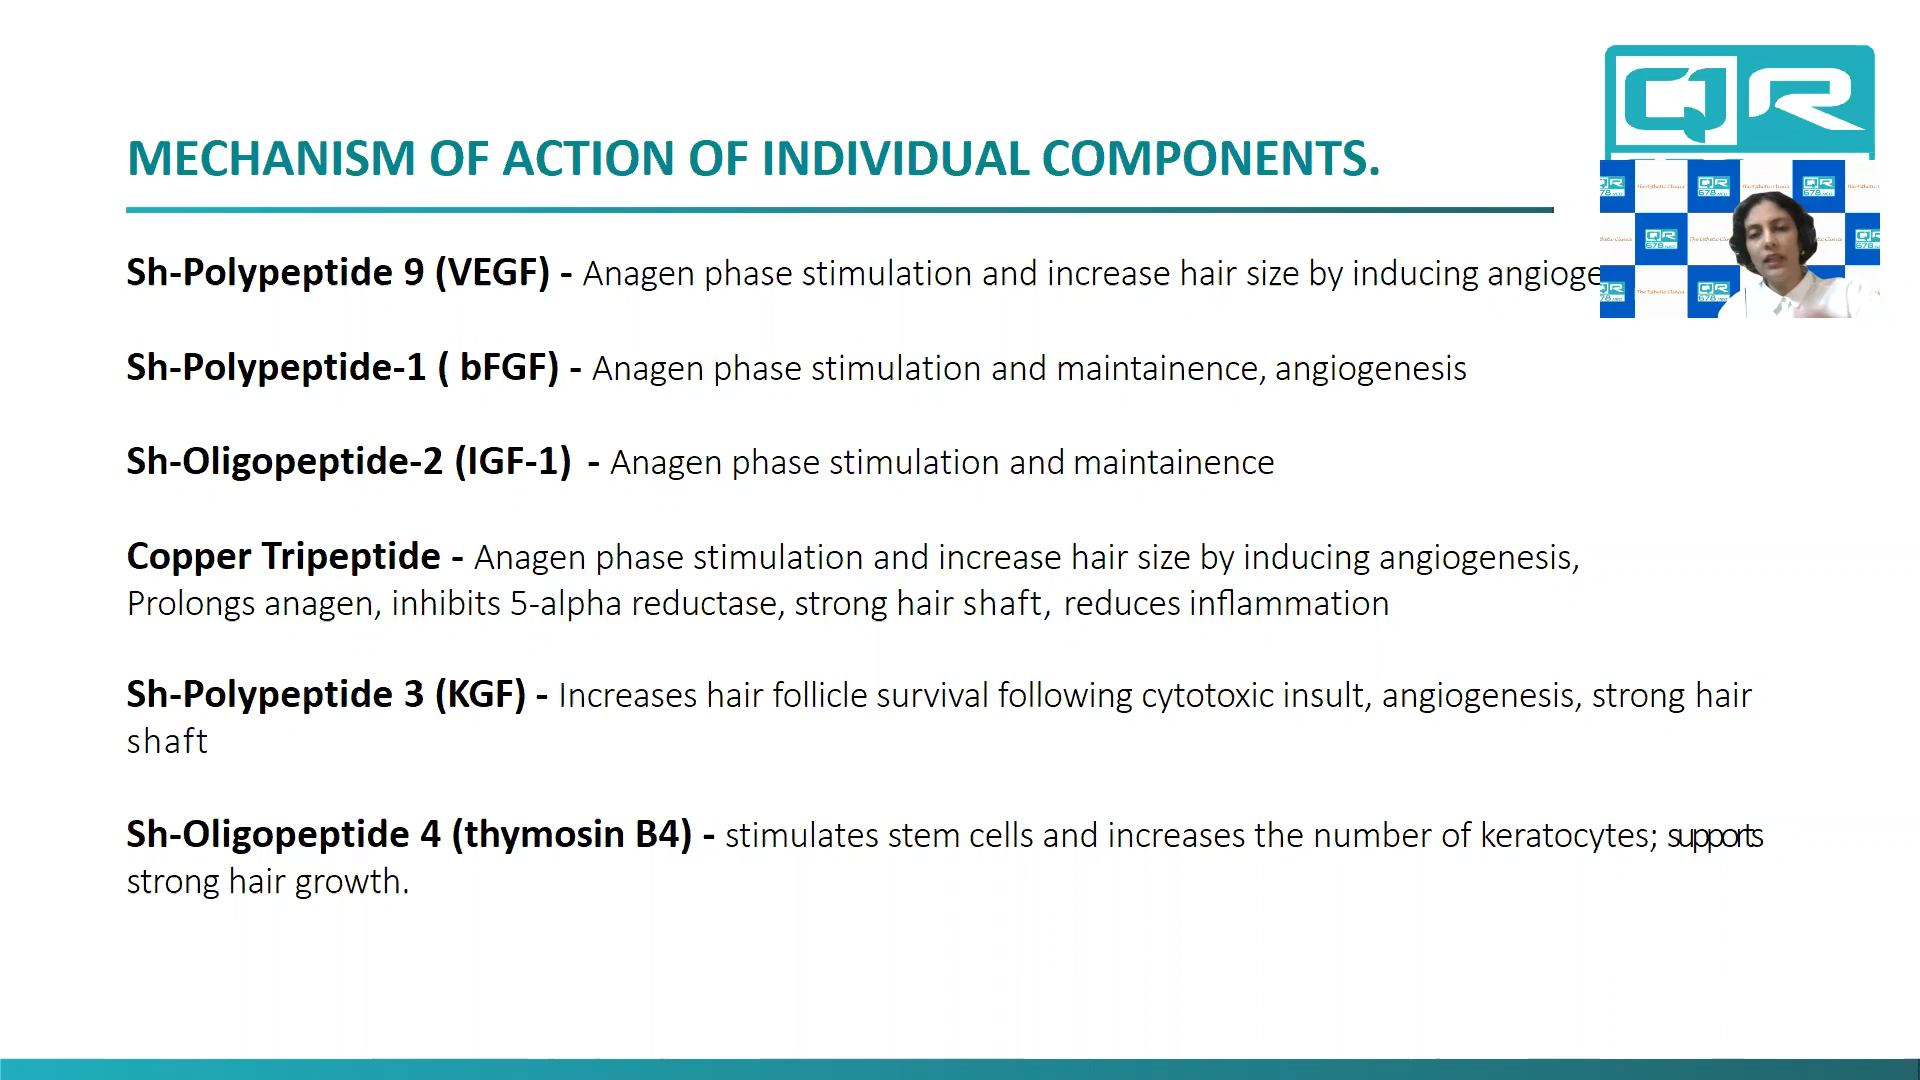 QR
MECHANISM OF ACTION OF INDIVIDUAL COMPONENTS.
Sh-Polypeptide 9 (VEGF) - Anagen phase stimulation and increase hair size by inducing angioge
Sh-Polypeptide-1 ( bFGF) - Anagen phase stimulation and maintainence, angiogenesis
Sh-Oligopeptide-2 (IGF-1) - Anagen phase stimulation and maintainence
Copper Tripeptide - Anagen phase stimulation and increase hair size by inducing angiogenesis,
Prolongs anagen, inhibits 5-alpha reductase, strong hair shaft, reduces inflammation
Sh-Polypeptide 3 (KGF) - Increases hair follicle survival following cytotoxic insult, angiogenesis, strong hair
shaft
Sh-Oligopeptide 4 (thymosin B4) - stimulates stem cells and increases the number of keratocytes; supports
strong hair growth.